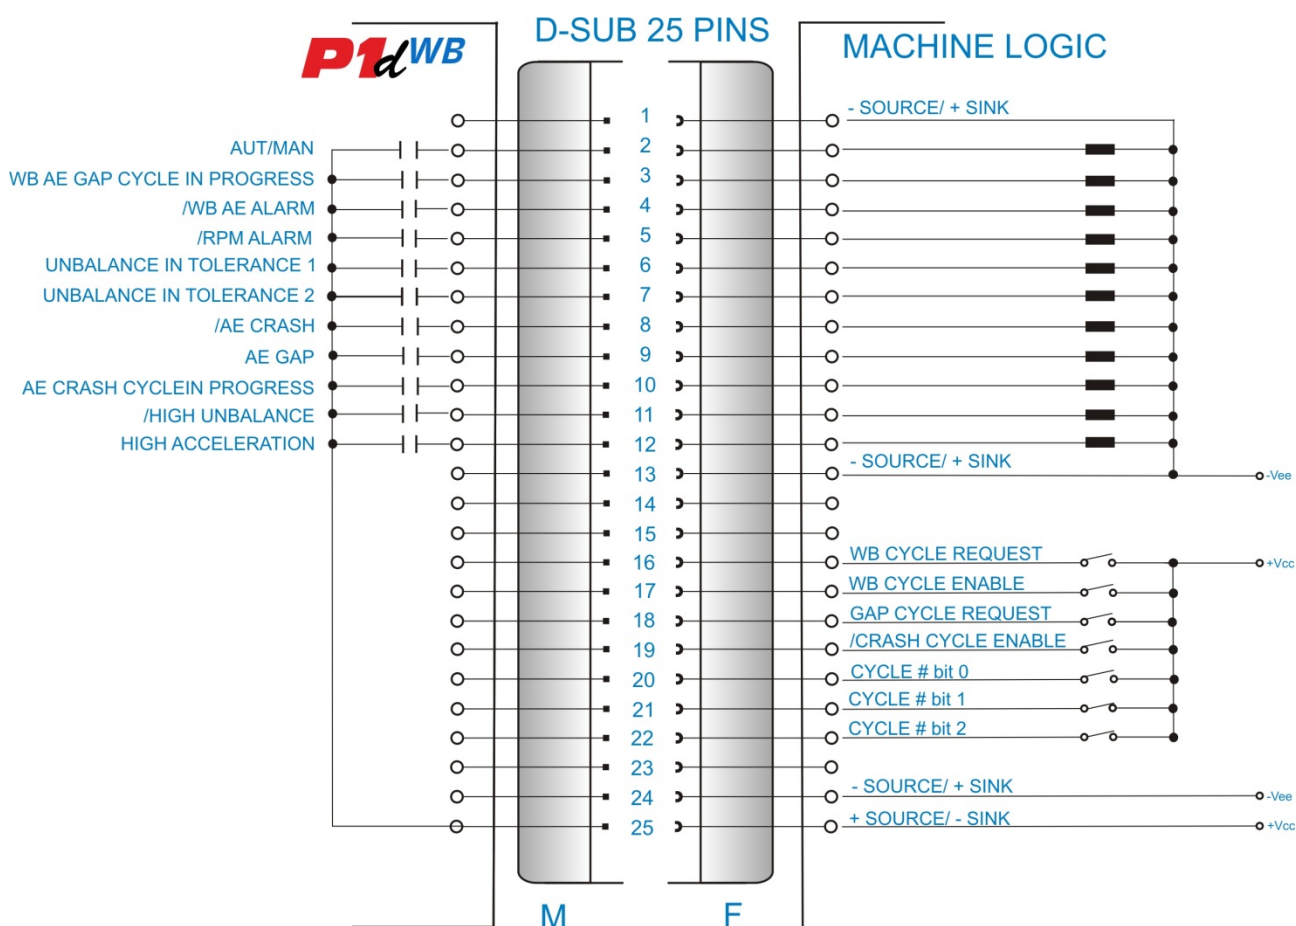 D-SUB 25 PINS
P1dWB
MACHINE LOGIC
1 - SOURCE/ + SINK
AUT/MAN 2
WB AE GAP CYCLE IN PROGRESS 3
/WB AE ALARM 4
/RPM ALARM 5
UNBALANCE IN TOLERANCE 1 6
UNBALANCE IN TOLERANCE 2 7
/AE CRASH 8
AE GAP 9
AE CRASH CYCLEIN PROGRESS 10
/HIGH UNBALANCE 11
HIGH ACCELERATION 12
13 - SOURCE/ + SINK -Vee
14
15
16 WB CYCLE REQUEST +Vcc
17 WB CYCLE ENABLE
18 GAP CYCLE REQUEST
19 /CRASH CYCLE ENABLE
20 CYCLE # bit 0
21 CYCLE # bit 1
22 CYCLE # bit 2
23
24 - SOURCE/ + SINK -Vee
25 + SOURCE/ - SINK +Vcc
M F